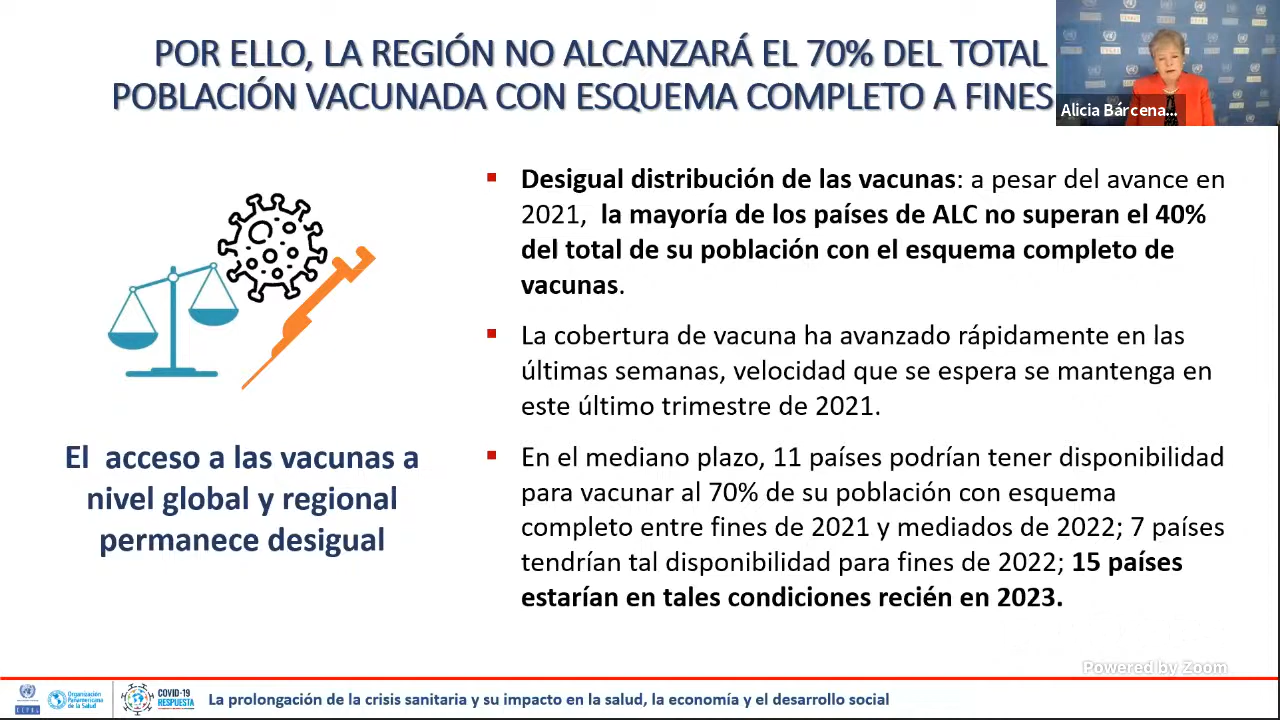 POR ELLO, LA REGIÓN NO ALCANZARÁ EL 70% DEL TOTAL
POBLACIÓN VACUNADA CON ESQUEMA COMPLETO A FINES
Alicia Bárcena...
▪ Desigual distribución de las vacunas: a pesar del avance en
2021, la mayoría de los países de ALC no superan el 40%
del total de su población con el esquema completo de
vacunas.
▪ La cobertura de vacuna ha avanzado rápidamente en las
últimas semanas, velocidad que se espera se mantenga en
este último trimestre de 2021.
▪ En el mediano plazo, 11 países podrían tener disponibilidad
para vacunar al 70% de su población con esquema
completo entre fines de 2021 y mediados de 2022; 7 países
tendrían tal disponibilidad para fines de 2022; 15 países
estarían en tales condiciones recién en 2023.
El acceso a las vacunas a
nivel global y regional
permanece desigual
Powered by Zoom
CEPAL
Organización
Panamericana
de la Salud
COVID-19
RESPUESTA
La prolongación de la crisis sanitaria y su impacto en la salud, la economía y el desarrollo social